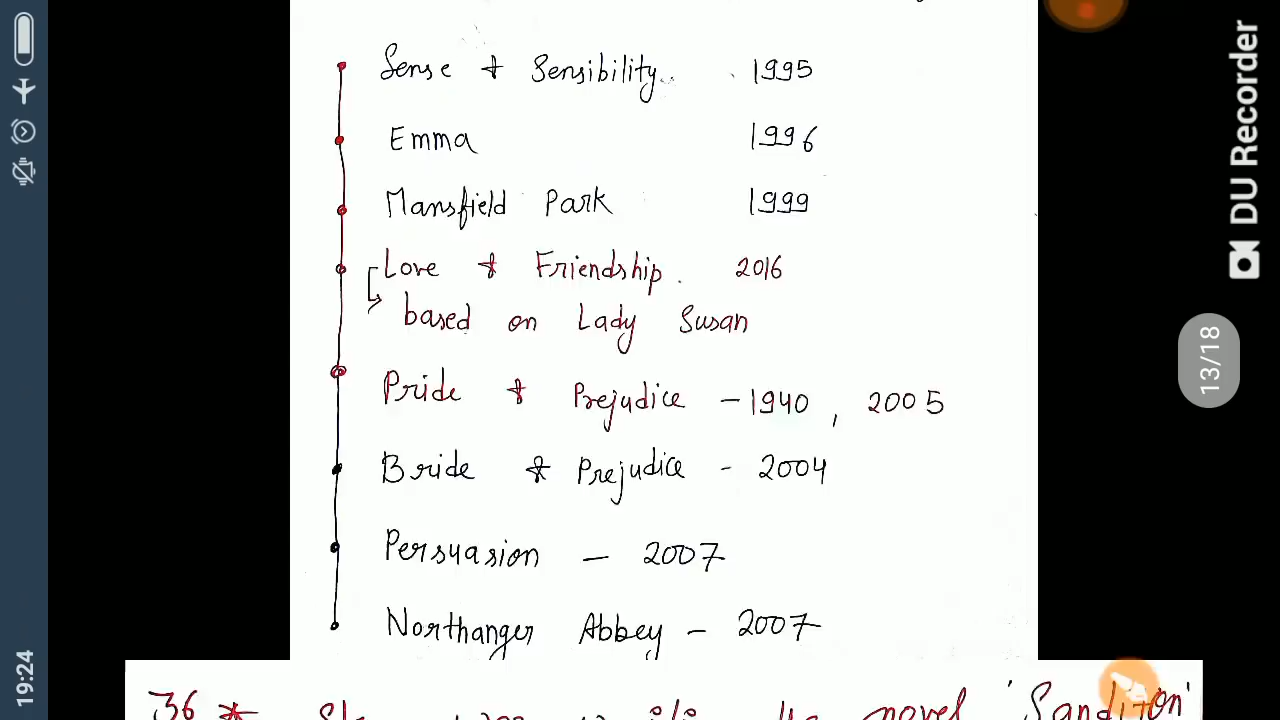 Sense & Sensibility. 1995
Emma 1996
Mansfield Park 1999
Love & Friendship. 2016
based on Lady Susan
Pride & Prejudice - 1940, 2005
Bride & Prejudice - 2004
Persuasion - 2007
Northanger Abbey - 2007
36 * novel 'Sanditon'
DU Recorder
13/18
19:24